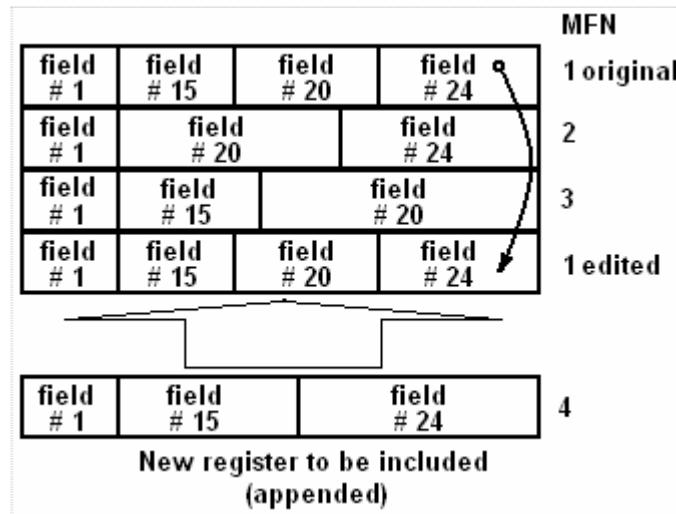 MFN
field field field field
# 1 # 15 # 20 # 24
1 original
field field field
# 1 # 20 # 24
2
field field field
# 1 # 15 # 20
3
field field field field
# 1 # 15 # 20 # 24
1 edited
field field field
# 1 # 15 # 24
4
New register to be included
(appended)